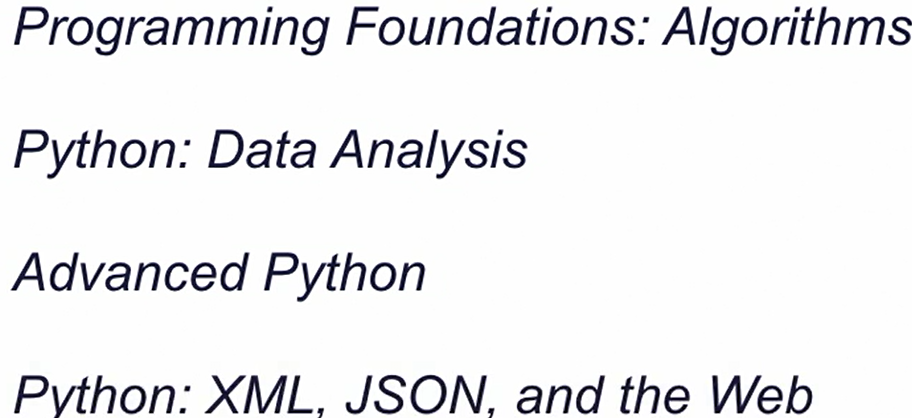 Programming Foundations: Algorithms
Python: Data Analysis
Advanced Python
Python: XML, JSON, and the Web